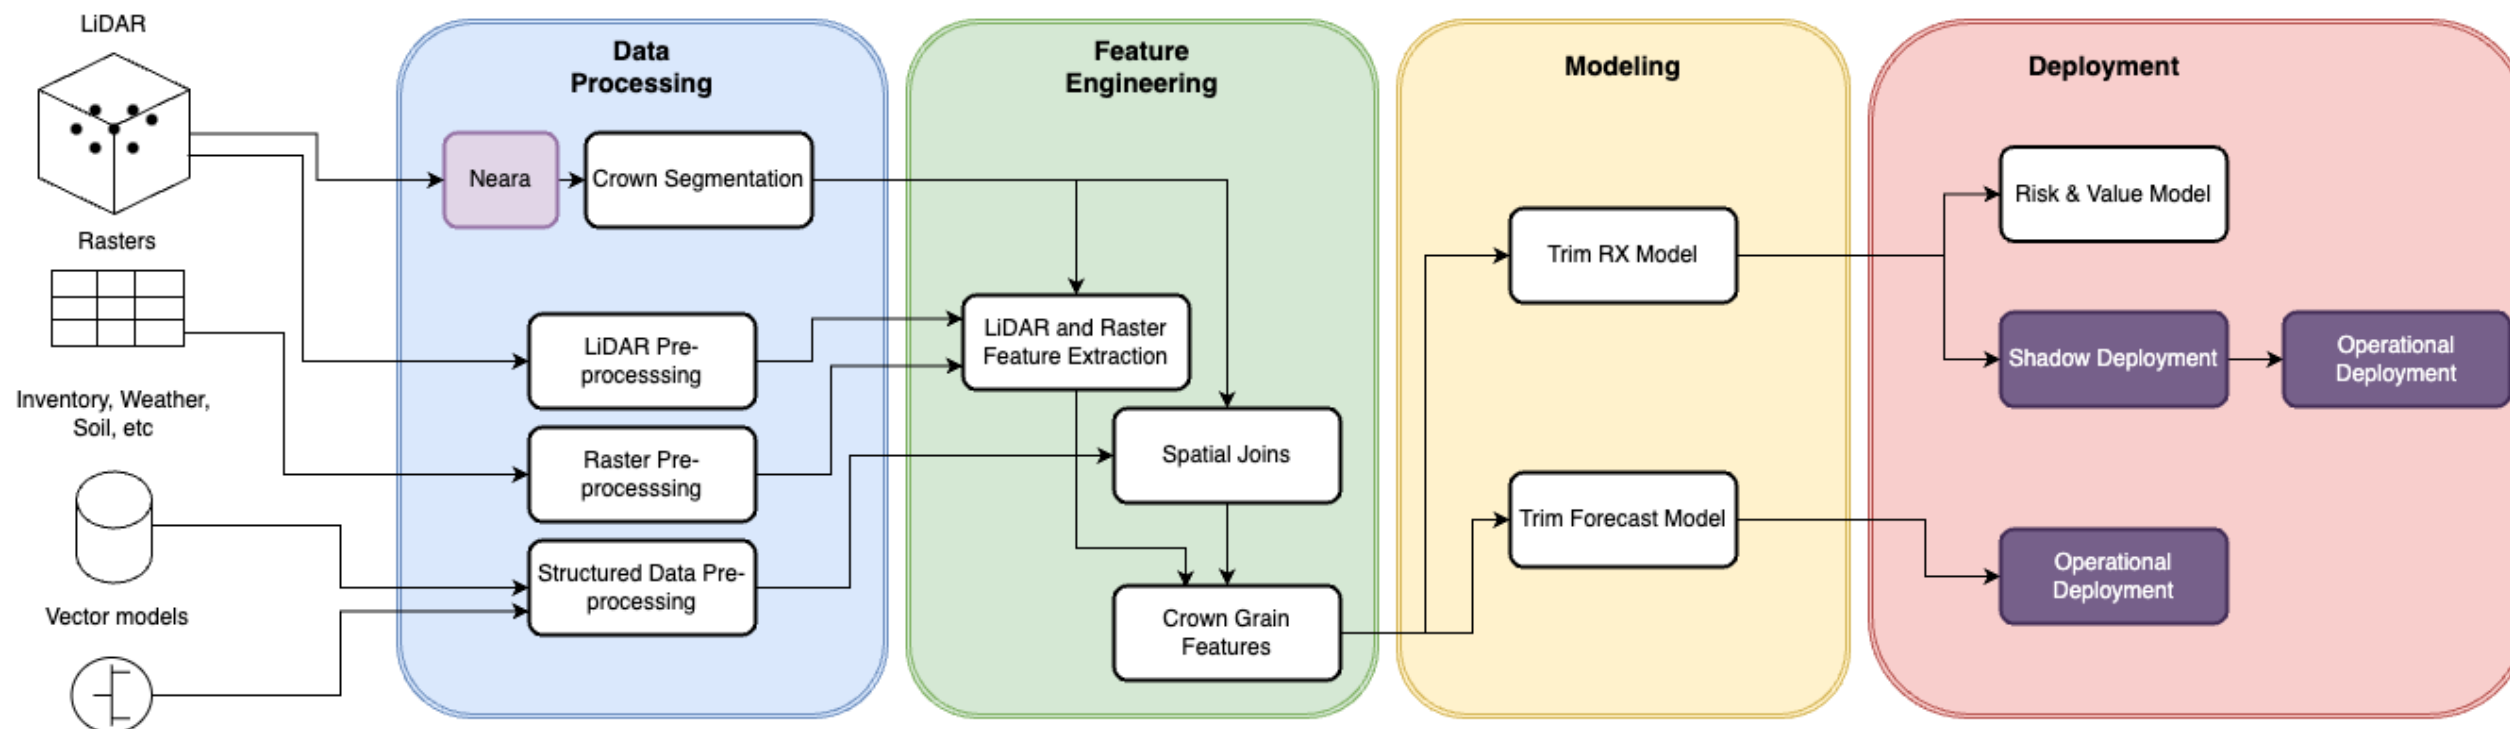 LiDAR
Rasters
Inventory, Weather,
Soil, etc
Vector models
Data
Processing
Neara
Crown Segmentation
LiDAR Pre-
processsing
Raster Pre-
processsing
Structured Data Pre-
processing
Feature
Engineering
LiDAR and Raster
Feature Extraction
Spatial Joins
Crown Grain
Features
Modeling
Trim RX Model
Trim Forecast Model
Deployment
Risk & Value Model
Shadow Deployment
Operational
Deployment
Operational
Deployment